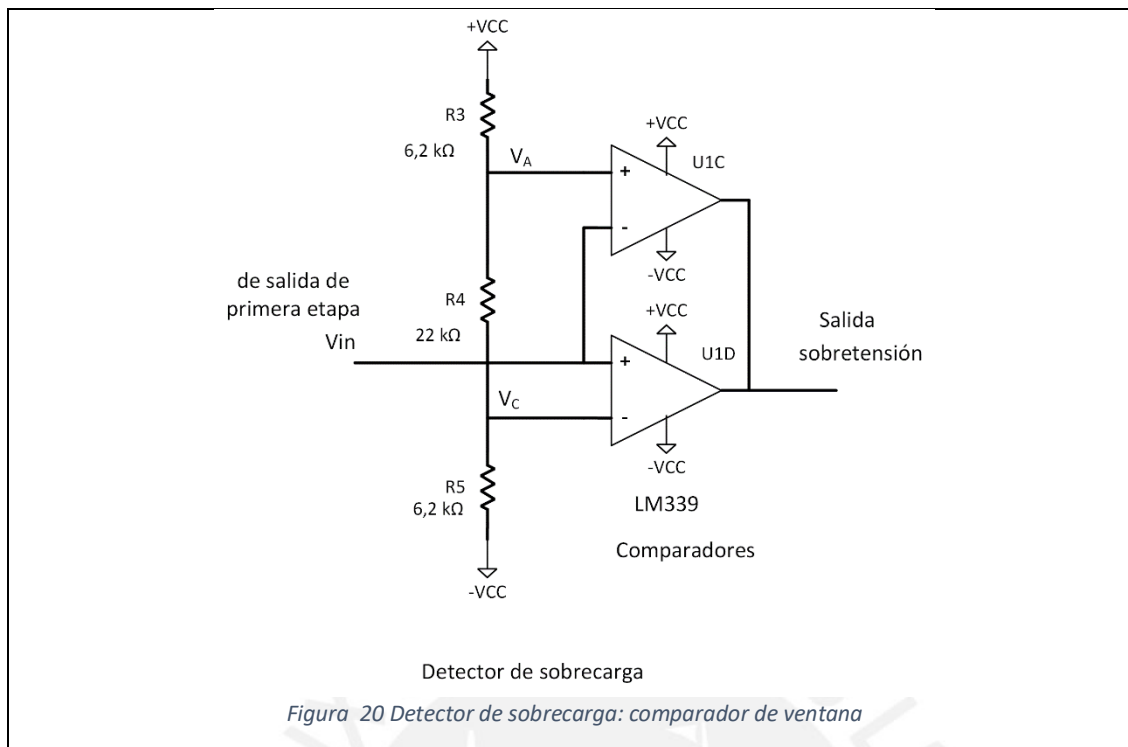 +VCC
R3
6,2 kΩ
VA
+VCC
U1C
+
-
-VCC
de salida de
primera etapa
Vin
R4
22 kΩ
+VCC
U1D
Salida
sobretensión
+
VC
-
-VCC
R5
6,2 kΩ
LM339
Comparadores
-VCC
Detector de sobrecarga
Figura 20 Detector de sobrecarga: comparador de ventana